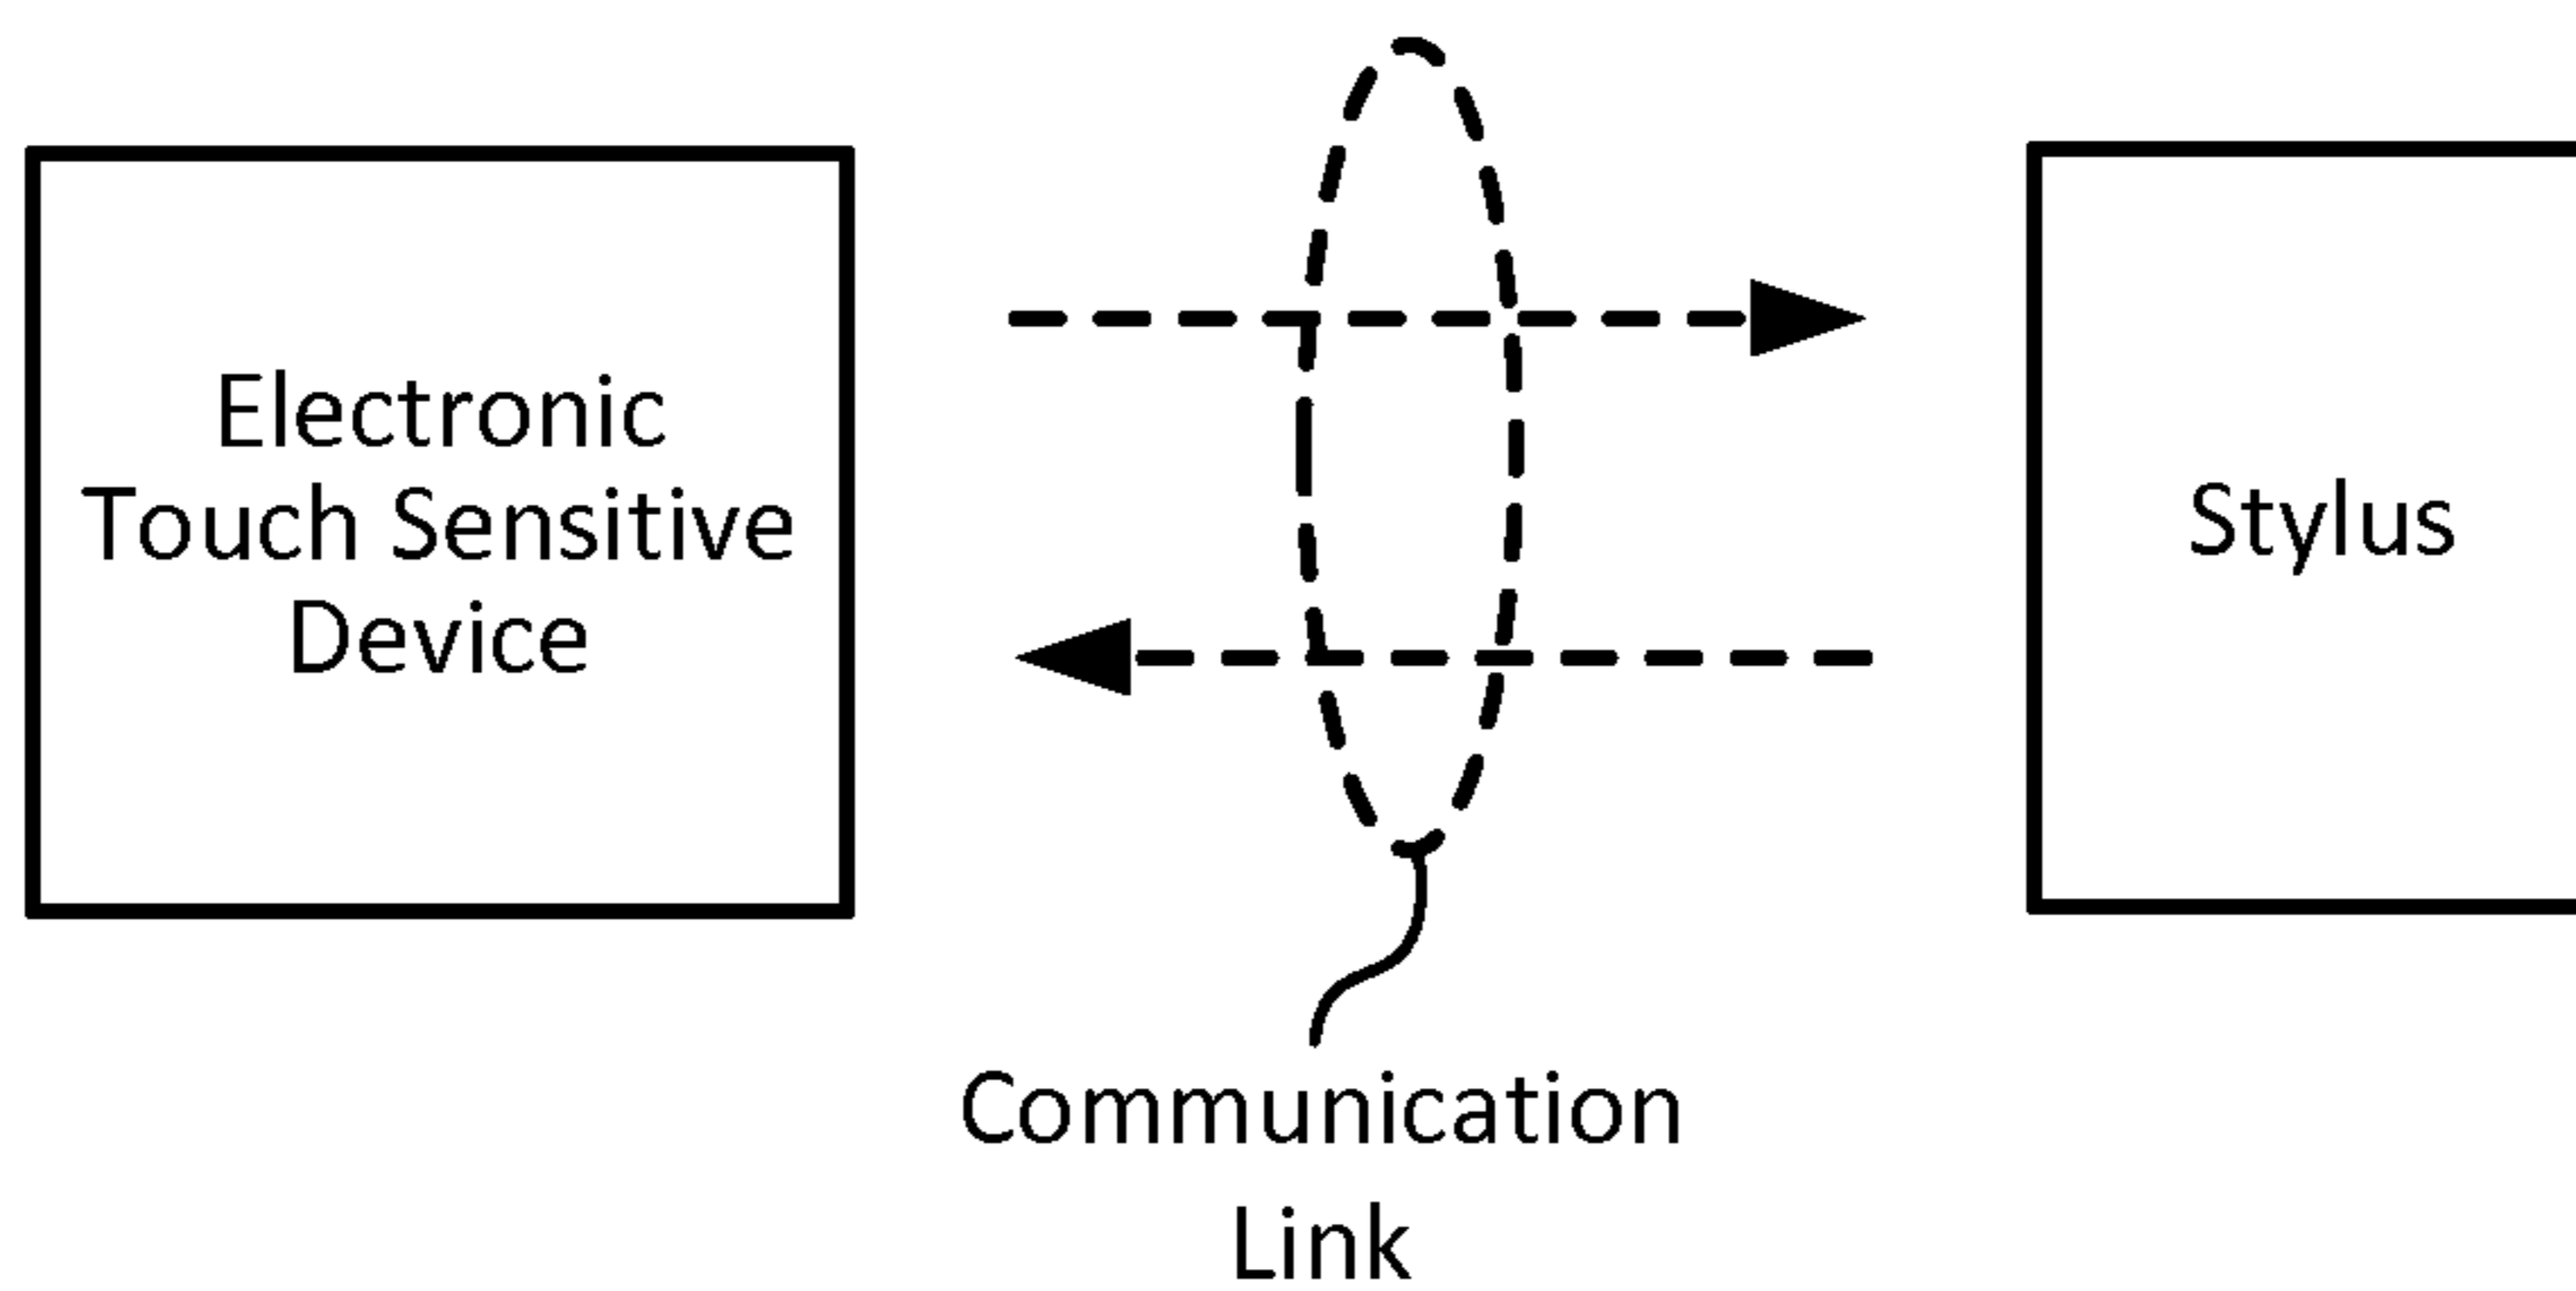 Electronic
Touch Sensitive
Device
Stylus
Communication
Link